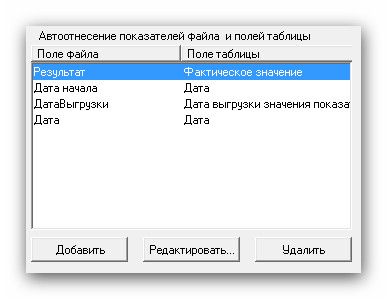 Автоотнесение показателей файла и полей таблицы
Поле файла Поле таблицы
Результат Фактическое значение
Дата начала Дата
ДатаВыгрузки Дата выгрузки значения показат
Дата Дата
Добавить Редактировать... Удалить